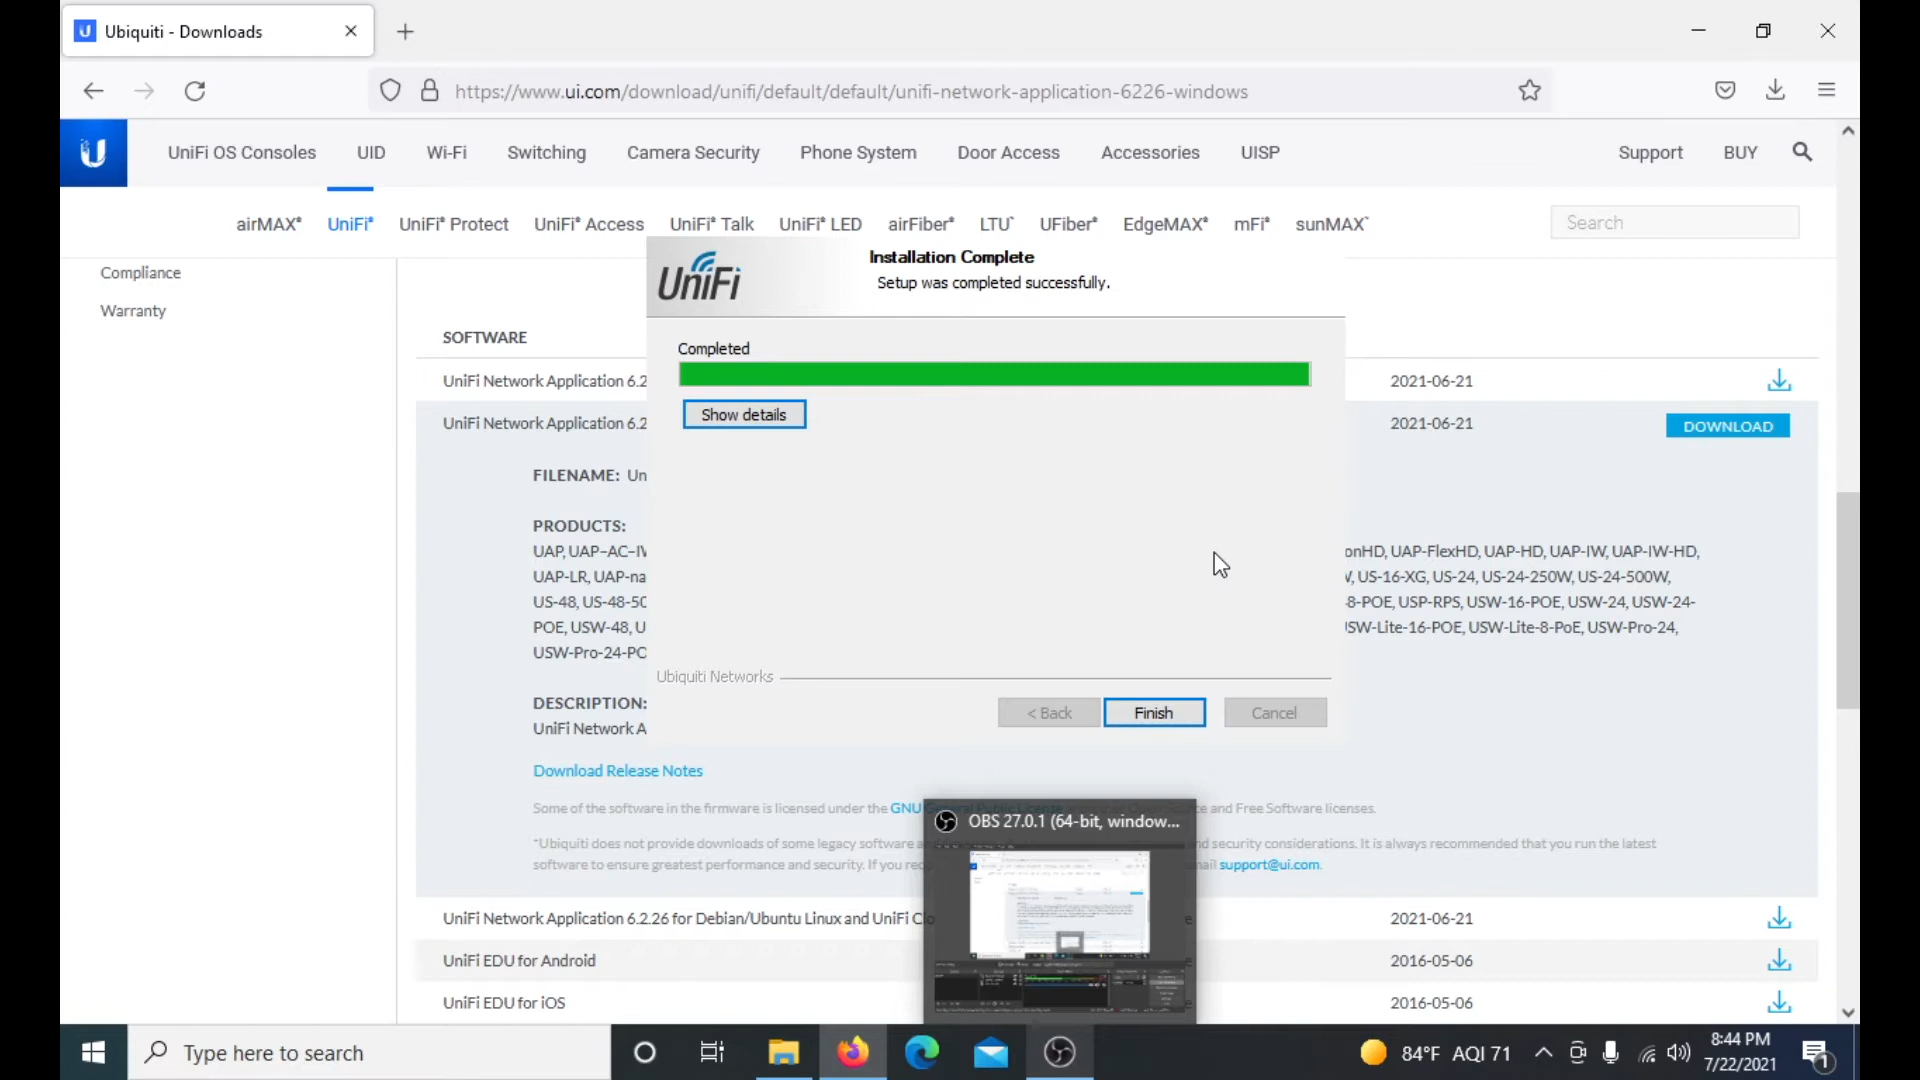 Ubiquiti - Downloads
https://www.ui.com/download/unifi/default/default/unifi-network-application-6226-windows
UniFi OS Consoles UID Wi-Fi Switching Camera Security Phone System Door Access Accessories UISP Support BUY
airMAX® UniFi® UniFi® Protect UniFi® Access UniFi® Talk UniFi® LED airFiber® LTU™ UFiber® EdgeMAX® mFi® sunMAX™ Search
Compliance
Warranty
UniFi
Installation Complete
Setup was completed successfully.
Completed
Show details
Ubiquiti Networks
< Back Finish Cancel
SOFTWARE
UniFi Network Application 6.2 2021-06-21
UniFi Network Application 6.2 2021-06-21 DOWNLOAD
FILENAME: Un
PRODUCTS:
UAP, UAP-AC-IW onHD, UAP-FlexHD, UAP-HD, UAP-IW, UAP-IW-HD,
UAP-LR, UAP-na W, US-16-XG, US-24, US-24-250W, US-24-500W,
US-48, US-48-50 8-POE, USP-RPS, USW-16-POE, USW-24, USW-24-
POE, USW-48, U USW-Lite-16-POE, USW-Lite-8-PoE, USW-Pro-24,
USW-Pro-24-PO
DESCRIPTION:
UniFi Network A
Download Release Notes
Some of the software in the firmware is licensed under the GNU General Public License and Free Software licenses.
*Ubiquiti does not provide downloads of some legacy software and security considerations. It is always recommended that you run the latest
software to ensure greatest performance and security. If you support@ui.com.
UniFi Network Application 6.2.26 for Debian/Ubuntu Linux and UniFi Clo 2021-06-21
UniFi EDU for Android 2016-05-06
UniFi EDU for iOS 2016-05-06
OBS 27.0.1 (64-bit, window...
Type here to search
84°F AQI 71
8:44 PM
7/22/2021
1